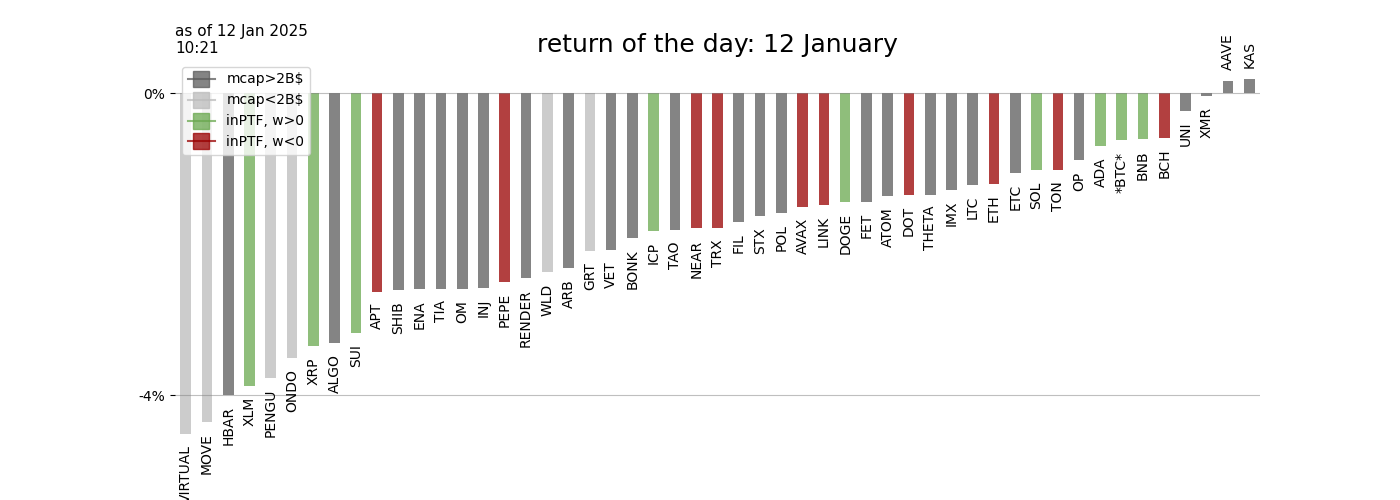 as of 12 Jan 2025
10:21
return of the day: 12 January
mcap>2B$
mcap<2B$
inPTF, w>0
inPTF, w<0
0%
-4%
VIRTUAL
MOVE
HBAR
XLM
PENGU
ONDO
XRP
ALGO
SUI
APT
SHIB
ENA
TIA
OM
INJ
PEPE
RENDER
WLD
ARB
GRT
VET
BONK
ICP
TAO
NEAR
TRX
FIL
STX
POL
AVAX
LINK
DOGE
FET
ATOM
DOT
THETA
IMX
LTC
ETH
ETC
SOL
TON
OP
ADA
*BTC*
BNB
BCH
UNI
XMR
AAVE
KAS